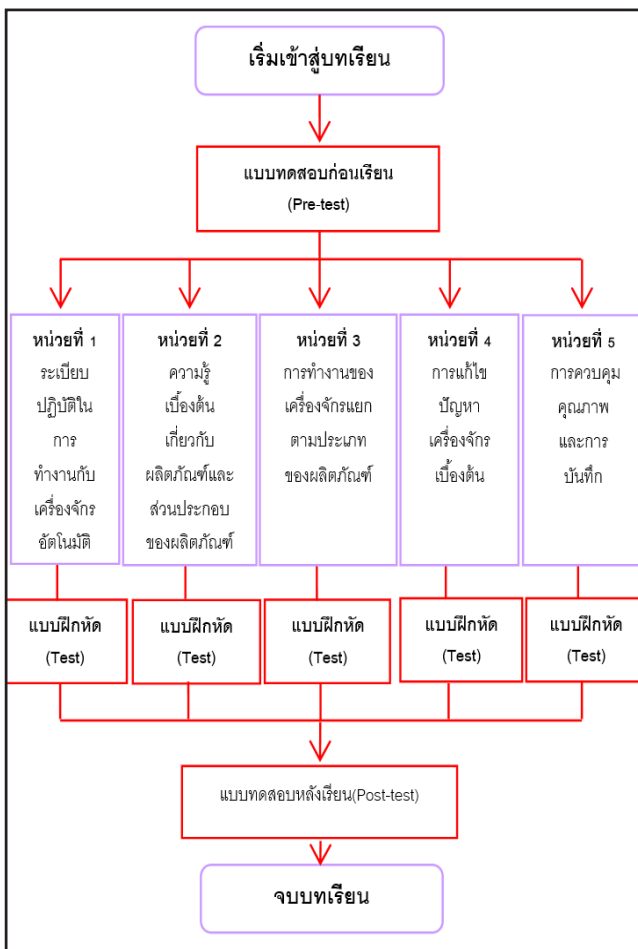 เริ่มเข้าสู่บทเรียน
แบบทดสอบก่อนเรียน
(Pre-test)
หน่วยที่ 1
ระเบียบ
ปฏิบัติใน
การ
ทำงานกับ
เครื่องจักร
อัตโนมัติ
หน่วยที่ 2
ความรู้
เบื้องต้น
เกี่ยวกับ
ผลิตภัณฑ์และ
ส่วนประกอบ
ของผลิตภัณฑ์
หน่วยที่ 3
การทำงานของ
เครื่องจักรแยก
ตามประเภท
ของผลิตภัณฑ์
หน่วยที่ 4
การแก้ไข
ปัญหา
เครื่องจักร
เบื้องต้น
หน่วยที่ 5
การควบคุม
คุณภาพ
และการ
บันทึก
แบบฝึกหัด
(Test)
แบบฝึกหัด
(Test)
แบบฝึกหัด
(Test)
แบบฝึกหัด
(Test)
แบบฝึกหัด
(Test)
แบบทดสอบหลังเรียน(Post-test)
จบบทเรียน